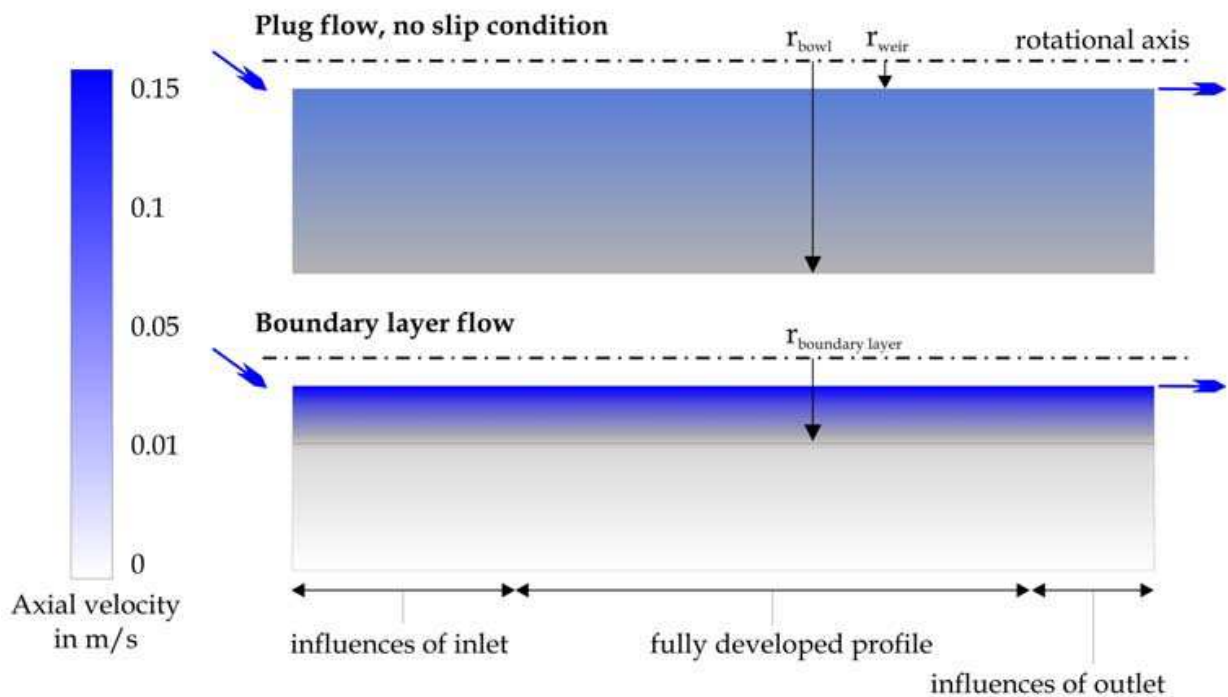 Plug flow, no slip condition
r_bowl r_weir rotational axis
0.15
0.1
0.05
0.01
0
Axial velocity
in m/s
Boundary layer flow
r_boundary layer
influences of inlet fully developed profile
influences of outlet